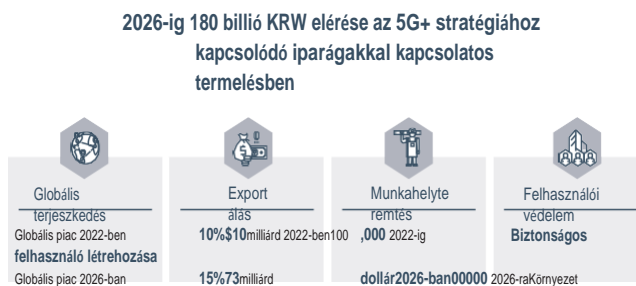 2026-ig 180 billió KRW elérése az 5G+ stratégiához
kapcsolódó iparágakkal kapcsolatos
termelésben
Globális
terjeszkedés
Export
álás
Munkahelyte
remtés
Felhasználói
védelem
Globális piac 2022-ben 10%$10milliárd 2022-ben100 ,000 2022-ig Biztonságos
felhasználó létrehozása
Globális piac 2026-ban 15%73milliárd dollár2026-ban00000 2026-raKörnyezet